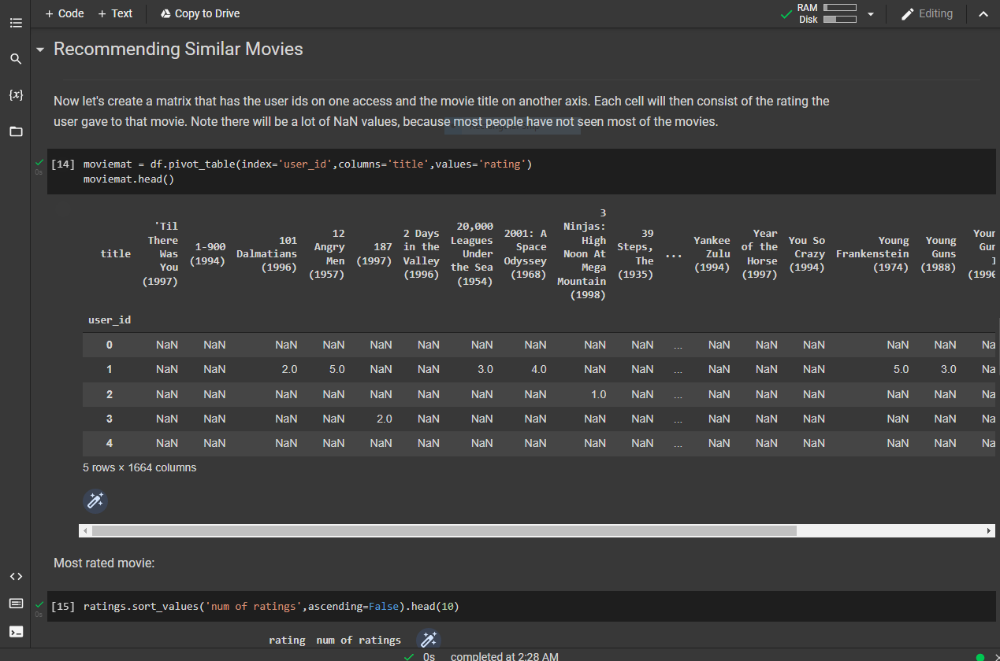 + Code + Text Copy to Drive RAM Disk Editing
Recommending Similar Movies
Now let's create a matrix that has the user ids on one access and the movie title on another axis. Each cell will then consist of the rating the
user gave to that movie. Note there will be a lot of NaN values, because most people have not seen most of the movies.
[14] moviemat = df.pivot_table(index='user_id',columns='title',values='rating')
0s
moviemat.head()
title 'Til There Was You (1997) 1-900 (1994) 101 Dalmatians (1996) 12 Angry Men (1957) 187 (1997) 2 Days in the Valley (1996) 20,000 Leagues Under the Sea (1954) 2001: A Space Odyssey (1968) 3 Ninjas: High Noon At Mega Mountain (1998) 39 Steps, The (1935) ... Yankee Zulu (1994) Year of the Horse (1997) You So Crazy (1994) Young Frankenstein (1974) Young Guns (1988)
user_id
0 NaN NaN NaN NaN NaN NaN NaN NaN NaN NaN ... NaN NaN NaN NaN NaN Na
1 NaN NaN 2.0 5.0 NaN NaN 3.0 4.0 NaN NaN ... NaN NaN NaN 5.0 3.0 Na
2 NaN NaN NaN NaN NaN NaN NaN NaN 1.0 NaN ... NaN NaN NaN NaN NaN Na
3 NaN NaN NaN NaN 2.0 NaN NaN NaN NaN NaN ... NaN NaN NaN NaN NaN Na
4 NaN NaN NaN NaN NaN NaN NaN NaN NaN NaN ... NaN NaN NaN NaN NaN Na
5 rows × 1664 columns
Most rated movie:
[15] ratings.sort_values('num of ratings',ascending=False).head(10)
0s
rating num of ratings
0s completed at 2:28 AM